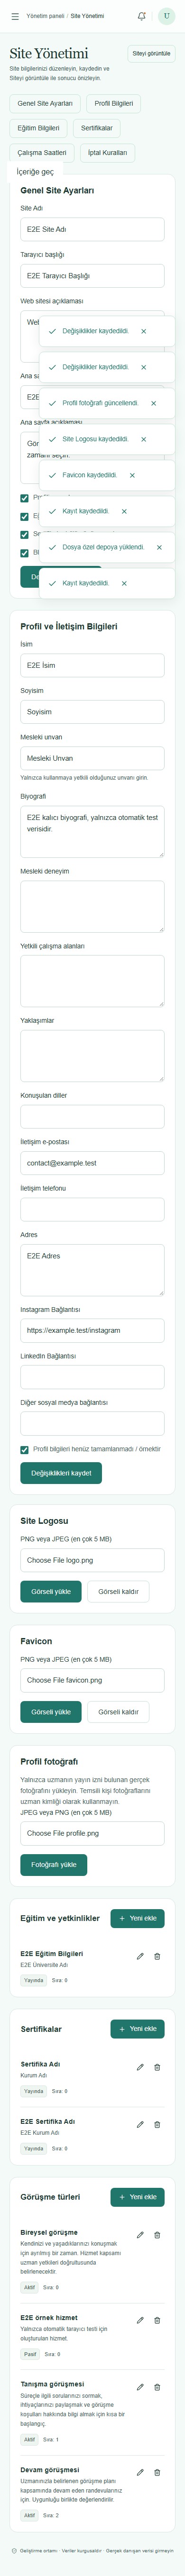 Yönetim paneli / Site Yönetimi
U
Site Yönetimi
Siteyi görüntüle
Site bilgilerinizi düzenleyin, kaydedin ve
Siteyi görüntüle ile sonucu önizleyin.
Genel Site Ayarları
Profil Bilgileri
Eğitim Bilgileri
Sertifikalar
Çalışma Saatleri
İptal Kuralları
İçeriğe geç
Genel Site Ayarları
Site Adı
E2E Site Adı
Tarayıcı başlığı
E2E Tarayıcı Başlığı
Web sitesi açıklaması
Değişiklikler kaydedildi.
Değişiklikler kaydedildi.
Profil fotoğrafı güncellendi.
Ana sayfa açıklaması
Site Logosu kaydedildi.
zamanı seçin.
Favicon kaydedildi.
Kayıt kaydedildi.
Dosya özel depoya yüklendi.
Kayıt kaydedildi.
Profil ve İletişim Bilgileri
İsim
E2E İsim
Soyisim
Soyisim
Mesleki unvan
Mesleki Unvan
Yalnızca kullanmaya yetkili olduğunuz unvanı girin.
Biyografi
E2E kalıcı biyografi, yalnızca otomatik test
verisidir.
Mesleki deneyim
Yetkili çalışma alanları
Yaklaşımlar
Konuşulan diller
İletişim e-postası
contact@example.test
İletişim telefonu
Adres
E2E Adres
Instagram Bağlantısı
https://example.test/instagram
LinkedIn Bağlantısı
Diğer sosyal medya bağlantısı
Profil bilgileri henüz tamamlanmadı / örnektir
Değişiklikleri kaydet
Site Logosu
PNG veya JPEG (en çok 5 MB)
Choose File logo.png
Görseli yükle
Görseli kaldır
Favicon
PNG veya JPEG (en çok 5 MB)
Choose File favicon.png
Görseli yükle
Görseli kaldır
Profil fotoğrafı
Yalnızca uzmanın yayın izni bulunan gerçek
fotoğrafını yükleyin. Temsili kişi fotoğraflarını
uzman kimliği olarak kullanmayın.
JPEG veya PNG (en çok 5 MB)
Choose File profile.png
Fotoğrafı yükle
Eğitim ve yetkinlikler
Yeni ekle
E2E Eğitim Bilgileri
E2E Üniversite Adı
Yayında
Sıra: 0
Sertifikalar
Yeni ekle
Sertifika Adı
Kurum Adı
Yayında
Sıra: 0
E2E Sertifika Adı
E2E Kurum Adı
Yayında
Sıra: 0
Görüşme türleri
Yeni ekle
Bireysel görüşme
Kendinizi ve yaşadıklarınızı konuşmak
için ayrılmış bir zaman. Hizmet kapsamı
uzman yetkileri doğrultusunda
belirlenecektir.
Aktif
Sıra: 0
E2E örnek hizmet
Yalnızca otomatik tarayıcı testi için
oluşturulan hizmet.
Pasif
Sıra: 0
Tanışma görüşmesi
Süreçle ilgili sorularınızı sormak,
ihtiyaçlarınızı paylaşmak ve görüşme
koşulları hakkında bilgi almak için kısa bir
başlangıç.
Aktif
Sıra: 1
Devam görüşmesi
Uzmanınızla belirlenen görüşme planı
kapsamında devam eden randevularınız
için. Uygunluğu birlikte değerlendirilir.
Aktif
Sıra: 2
Geliştirme ortamı · Veriler kurgusaldır · Gerçek danışan verisi girmeyin